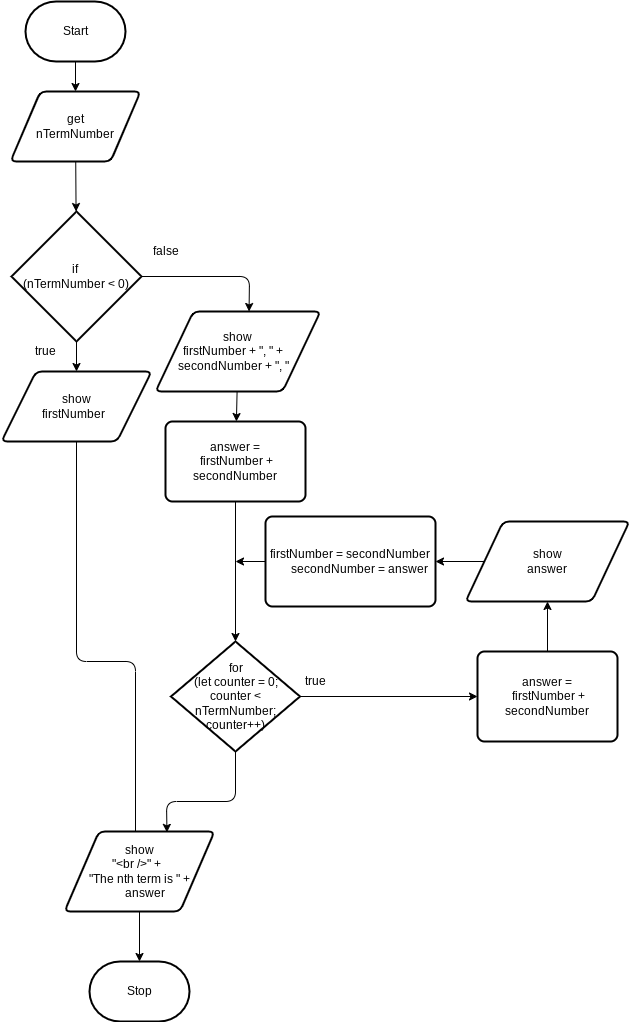 Start
get
nTermNumber
if
(nTermNumber < 0)
false
true
show
firstNumber + ", " +
secondNumber + ", "
show
firstNumber
answer =
firstNumber +
secondNumber
firstNumber = secondNumber
secondNumber = answer
show
answer
for
(let counter = 0;
counter <
nTermNumber;
counter++)
true
answer =
firstNumber +
secondNumber
show
"<br />" +
"The nth term is " +
answer
Stop